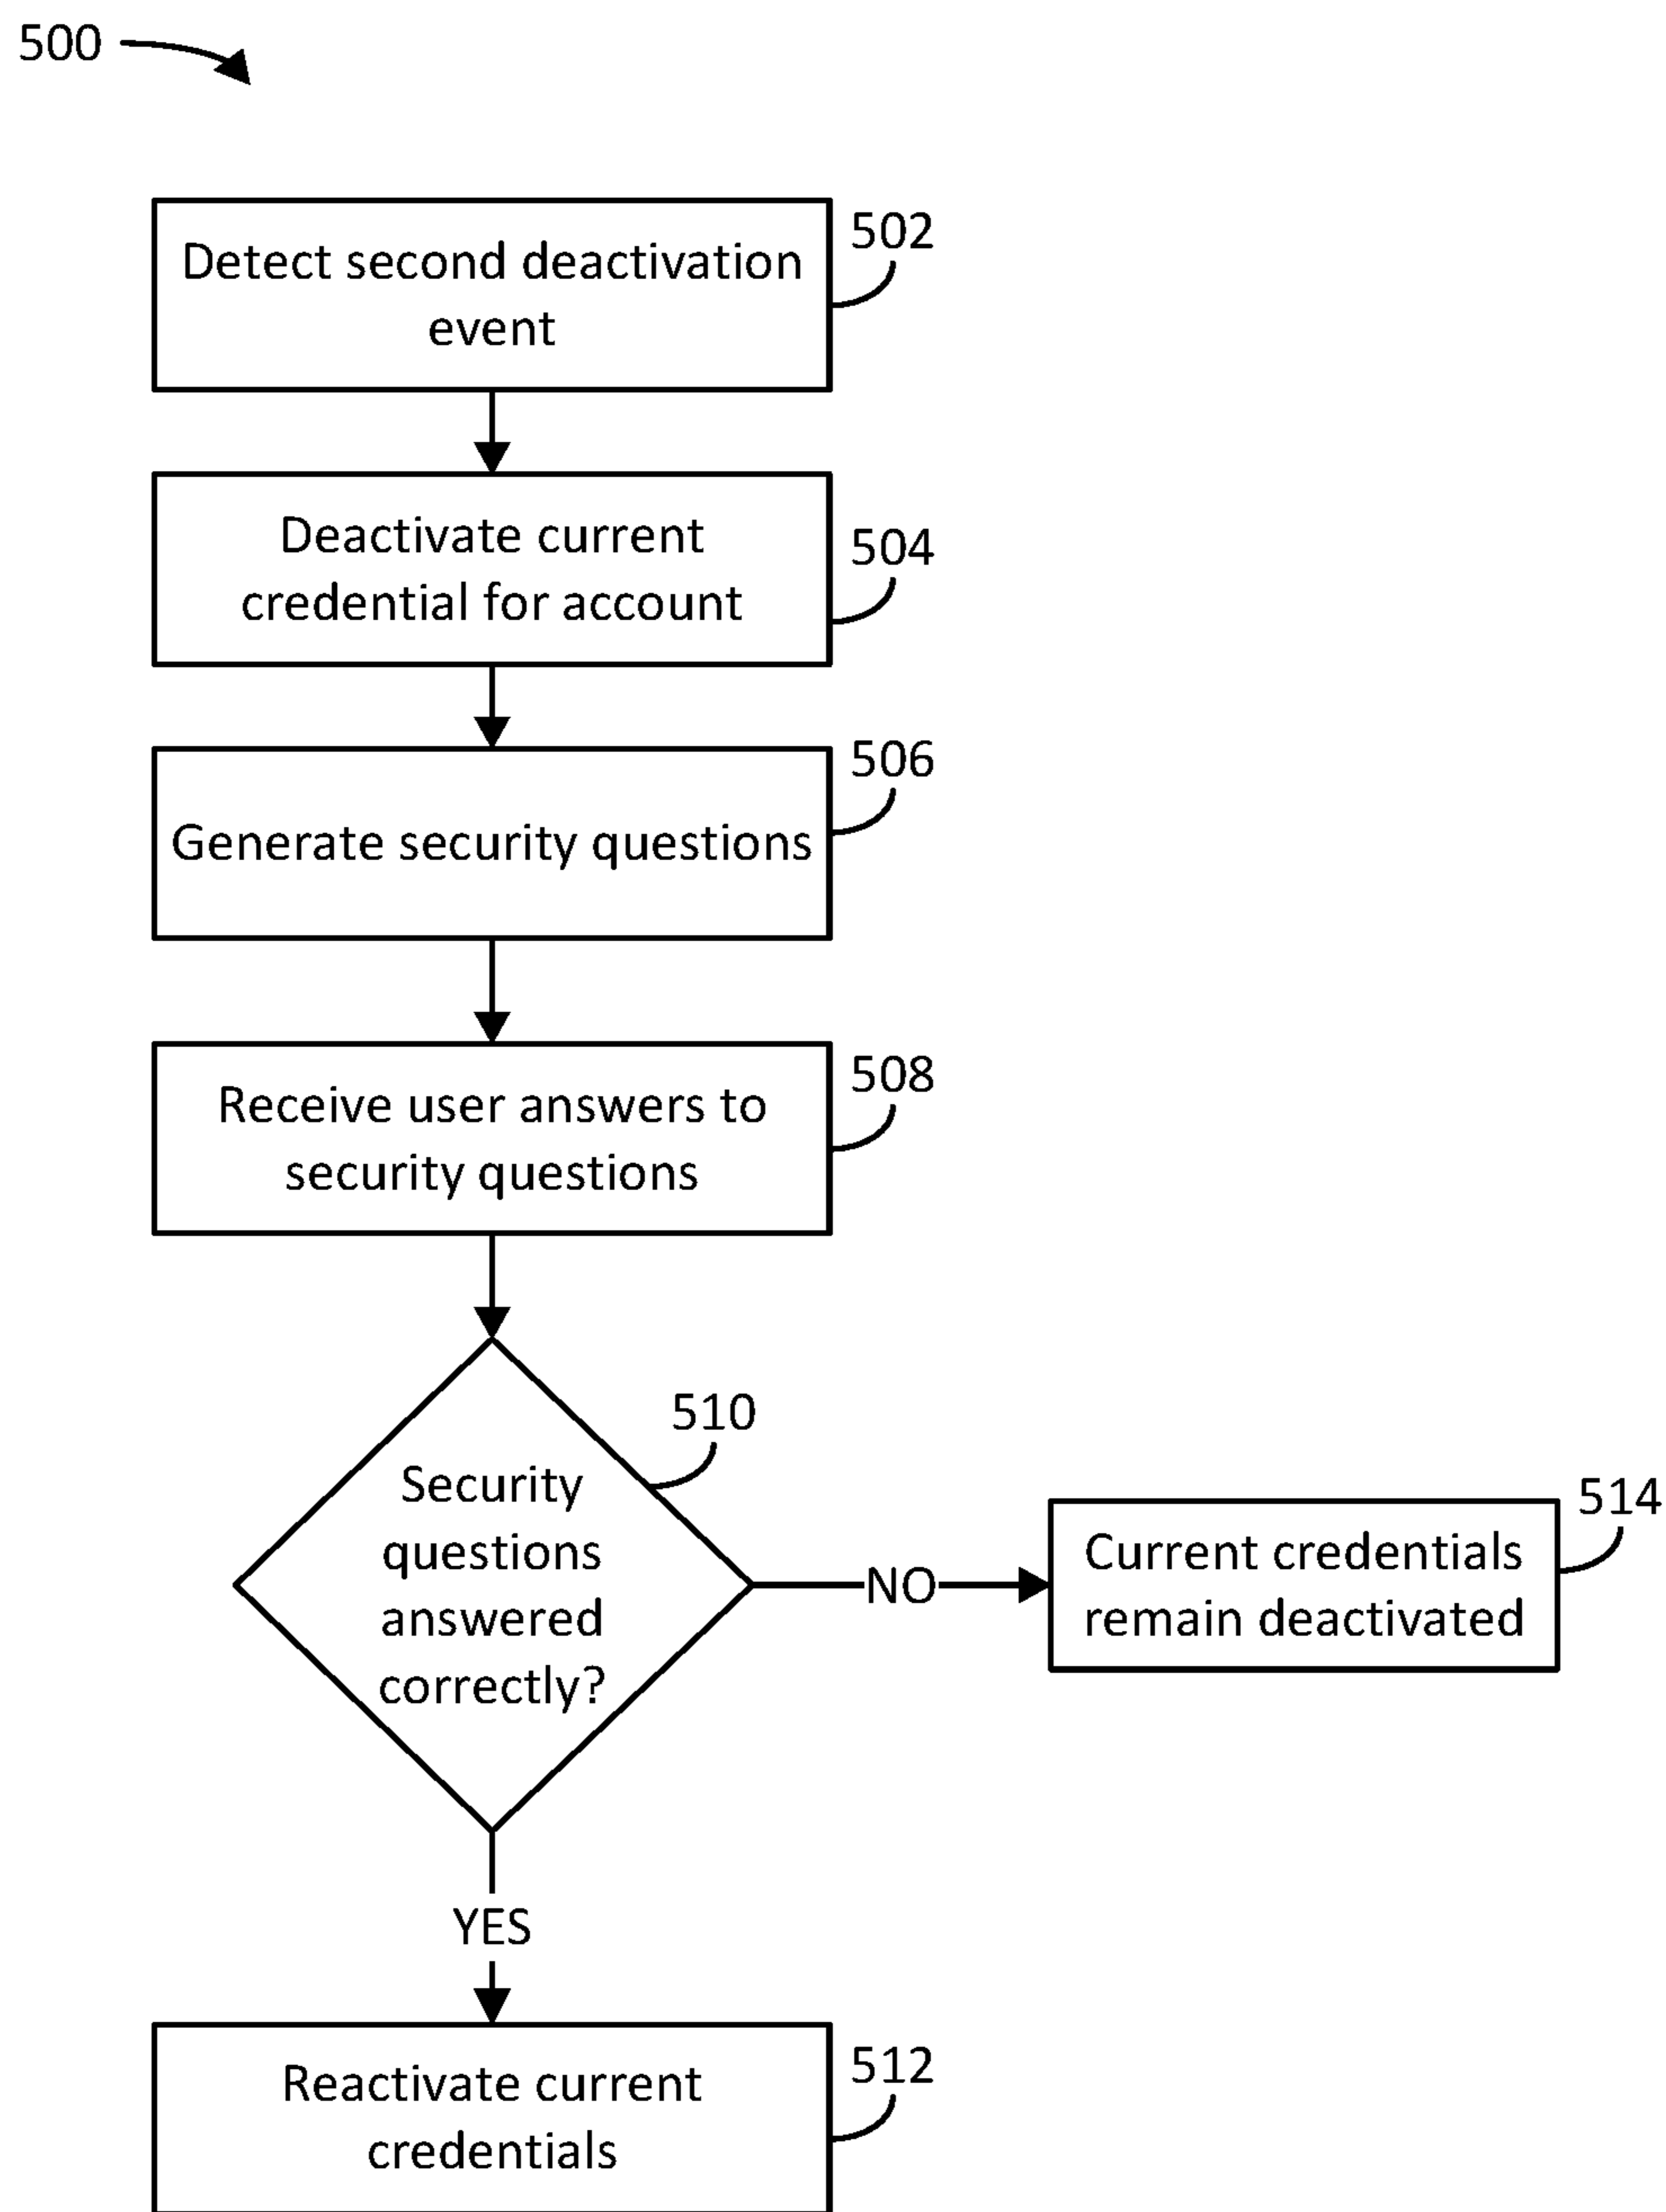 500
Detect second deactivation
event
502
Deactivate current
credential for account
504
Generate security questions
506
Receive user answers to
security questions
508
Security
questions
answered
correctly?
510
NO
Current credentials
remain deactivated
514
YES
Reactivate current
credentials
512